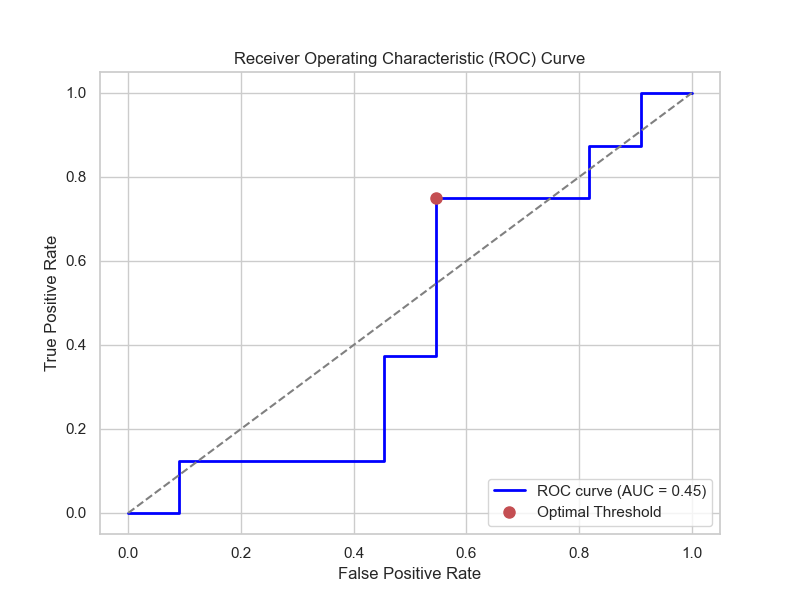 Receiver Operating Characteristic (ROC) Curve
True Positive Rate
1.0
0.8
0.6
0.4
0.2
0.0
ROC curve (AUC = 0.45)
Optimal Threshold
0.0 0.2 0.4 0.6 0.8 1.0
False Positive Rate